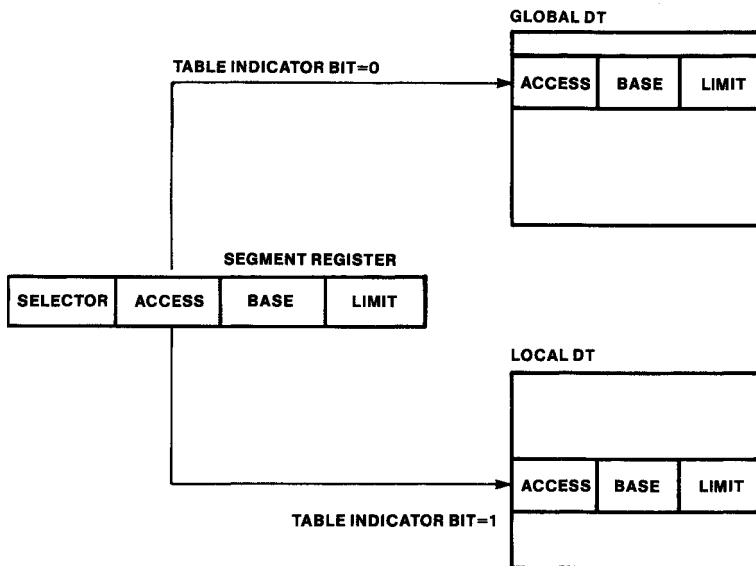 GLOBAL DT
TABLE INDICATOR BIT=0
ACCESS BASE LIMIT
SEGMENT REGISTER
SELECTOR ACCESS BASE LIMIT
LOCAL DT
ACCESS BASE LIMIT
TABLE INDICATOR BIT=1